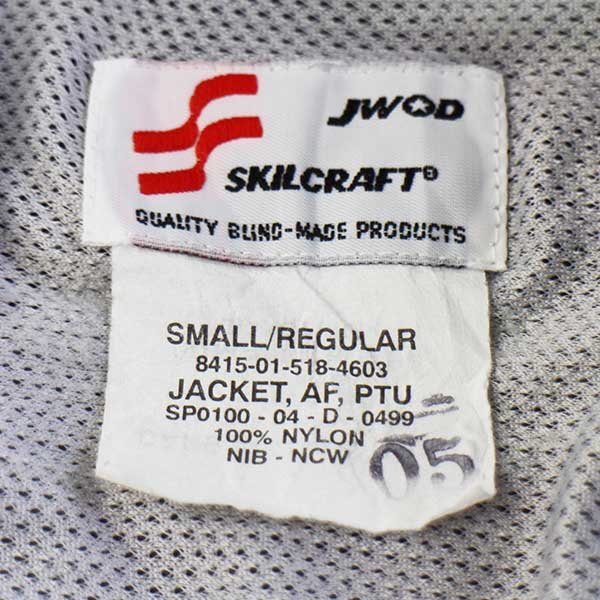 JWOD
SKILCRAFT®
QUALITY BLIND-MADE PRODUCTS
SMALL/REGULAR
8415-01-518-4603
JACKET, AF, PTU
SP0100 - 04 - D - 0499
100% NYLON
NIB - NCW
05